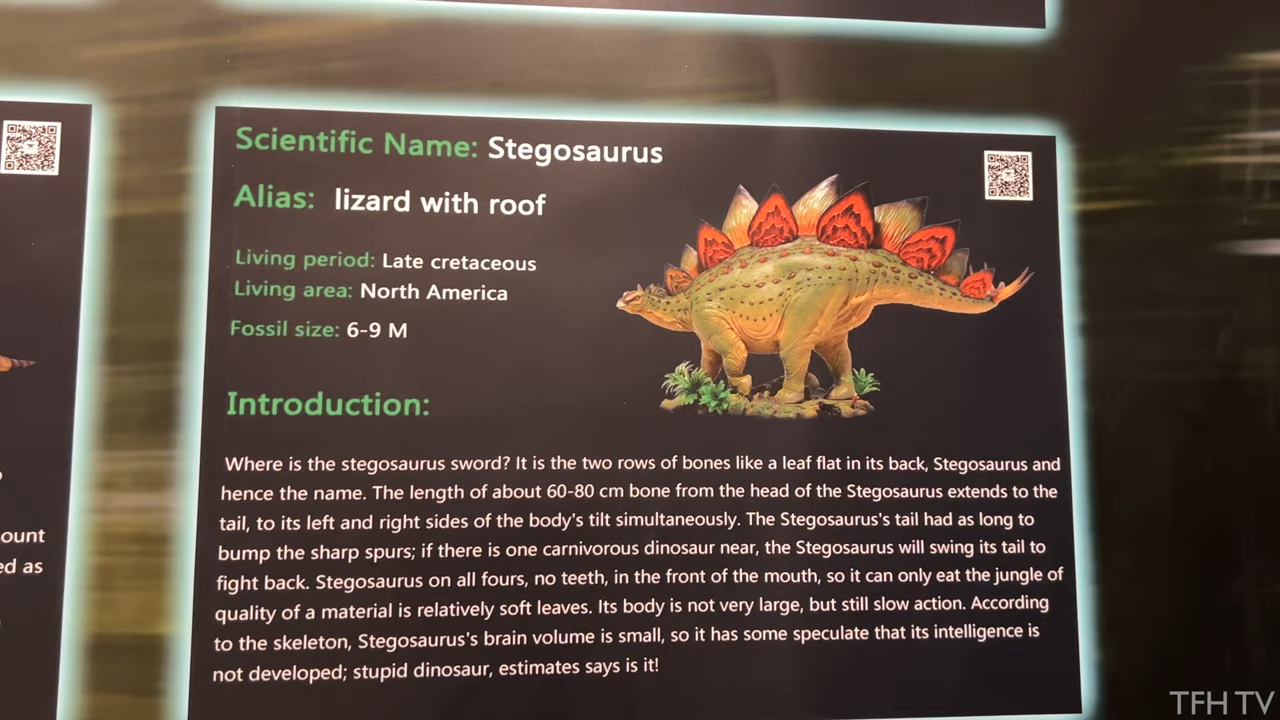 Scientific Name: Stegosaurus
Alias: lizard with roof
Living period: Late cretaceous
Living area: North America
Fossil size: 6-9 M
Introduction:
Where is the stegosaurus sword? It is the two rows of bones like a leaf flat in its back, Stegosaurus and
hence the name. The length of about 60-80 cm bone from the head of the Stegosaurus extends to the
tail, to its left and right sides of the body's tilt simultaneously. The Stegosaurus's tail had as long to
bump the sharp spurs; if there is one carnivorous dinosaur near, the Stegosaurus will swing its tail to
fight back. Stegosaurus on all fours, no teeth, in the front of the mouth, so it can only eat the jungle of
quality of a material is relatively soft leaves. Its body is not very large, but still slow action. According
to the skeleton, Stegosaurus's brain volume is small, so it has some speculate that its intelligence is
not developed; stupid dinosaur, estimates says is it!
ount
ed as
TFH TV